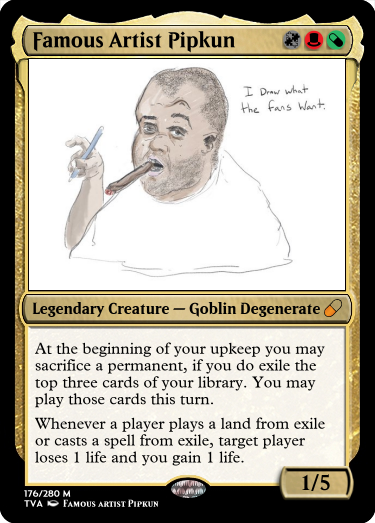 Famous Artist Pipkun
I Draw what
the fans want.
Legendary Creature — Goblin Degenerate
At the beginning of your upkeep you may
sacrifice a permanent, if you do exile the
top three cards of your library. You may
play those cards this turn.
Whenever a player plays a land from exile
or casts a spell from exile, target player
loses 1 life and you gain 1 life.
1/5
176/280 M
TVA Famous artist Pipkun